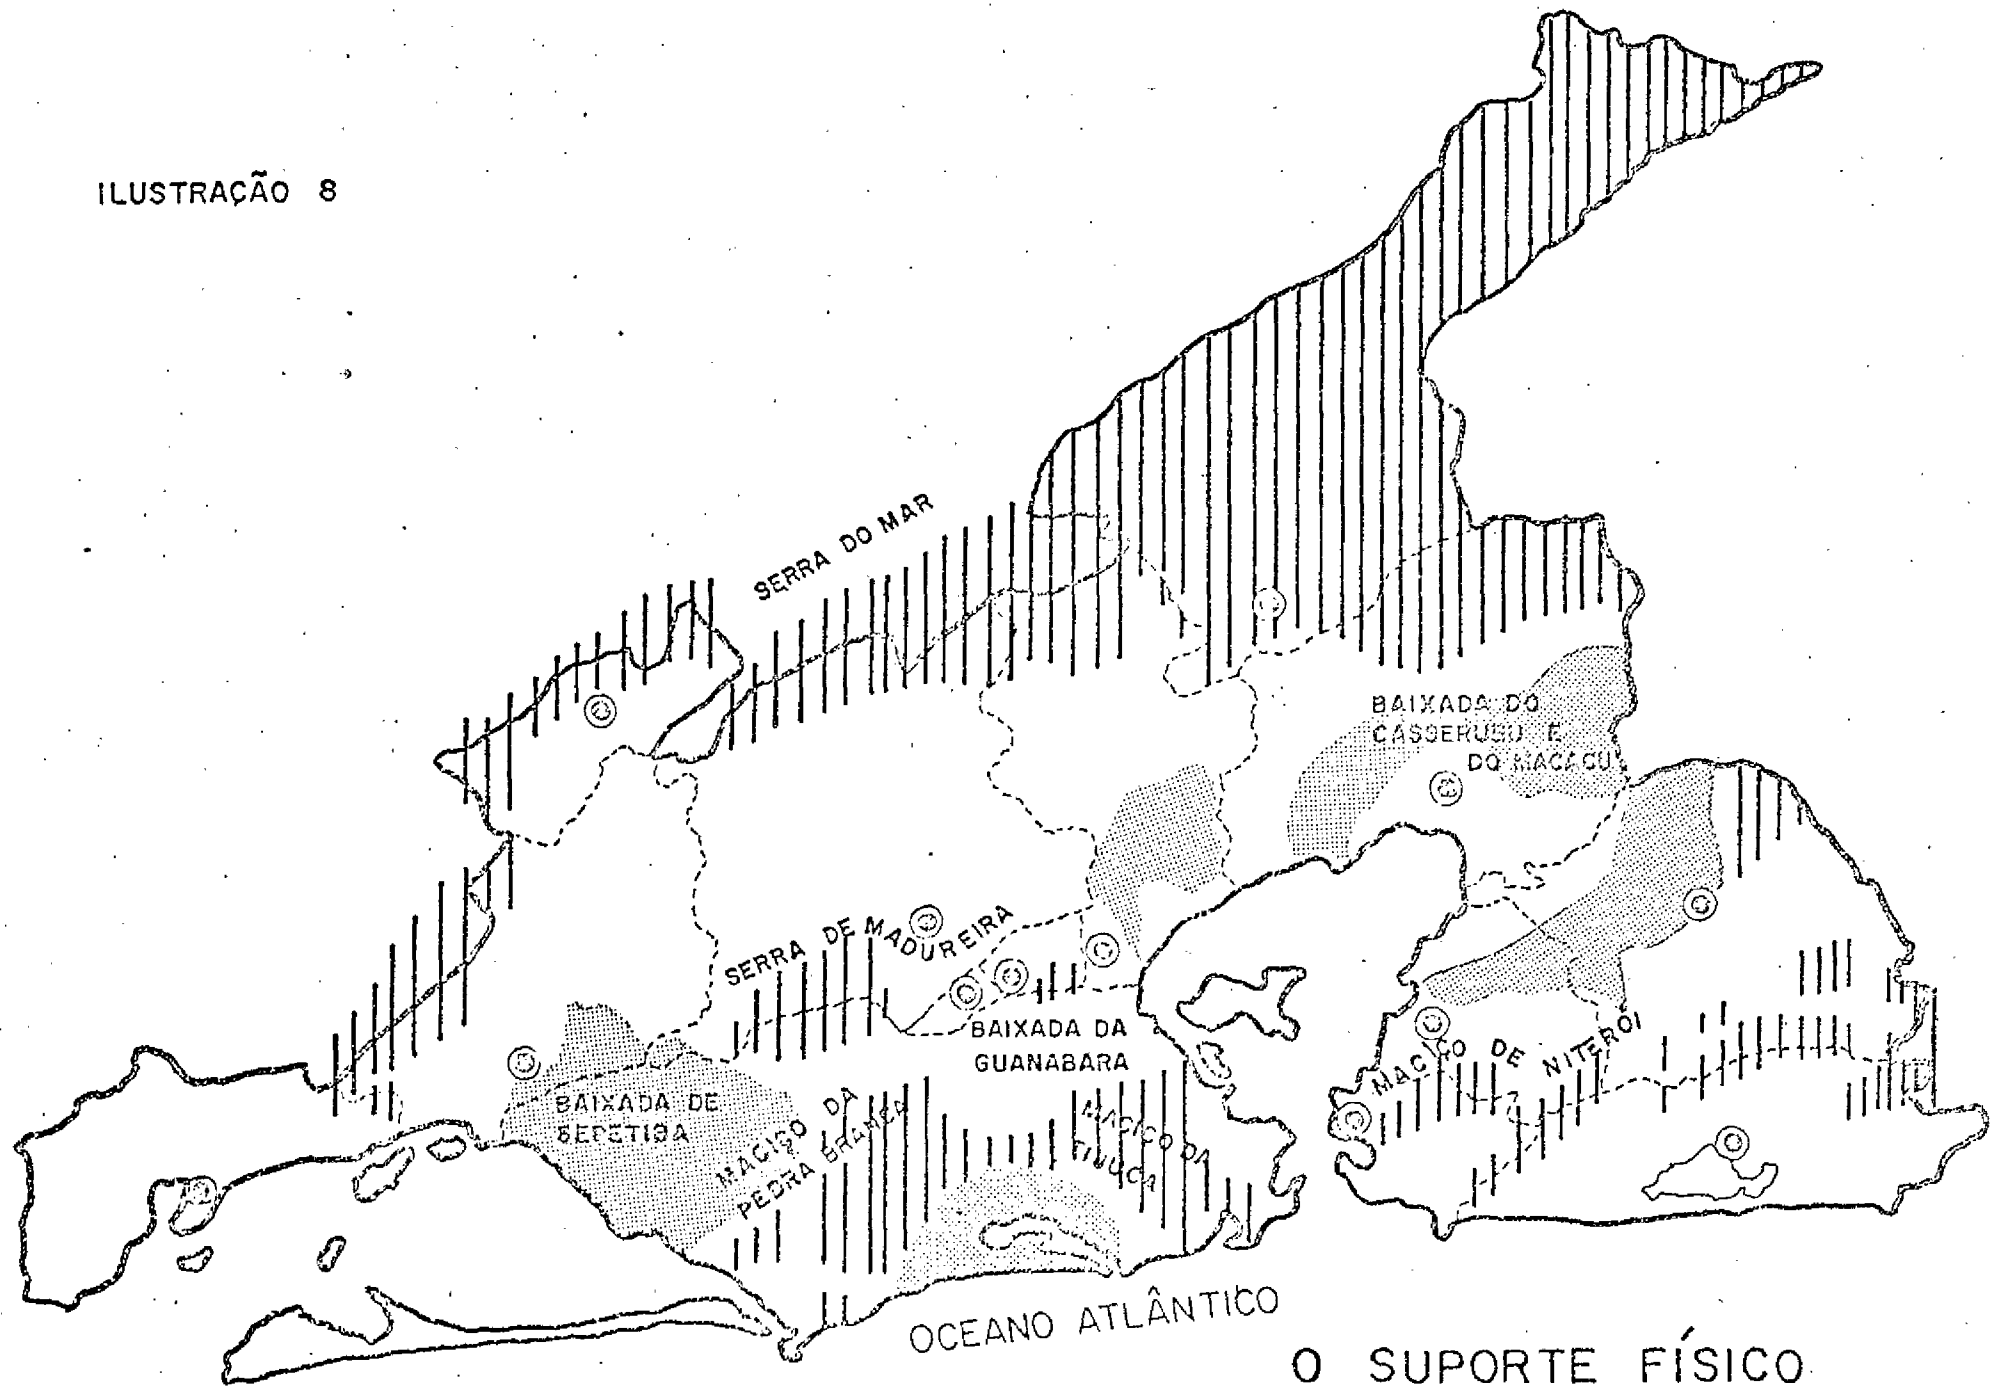 ILUSTRAÇÃO 8
SERRA DO MAR
BAIXADA DO
CASSERUBU E
DO MACACU
SERRA DE MADUREIRA
BAIXADA DA
GUANABARA
MACIÇO DE NITERÓI
BAIXADA DE
SEPETIBA
MACIÇO DA
PEDRA BRANCA
MACIÇO DA
TIJUCA
OCEANO ATLÂNTICO
O SUPORTE FÍSICO